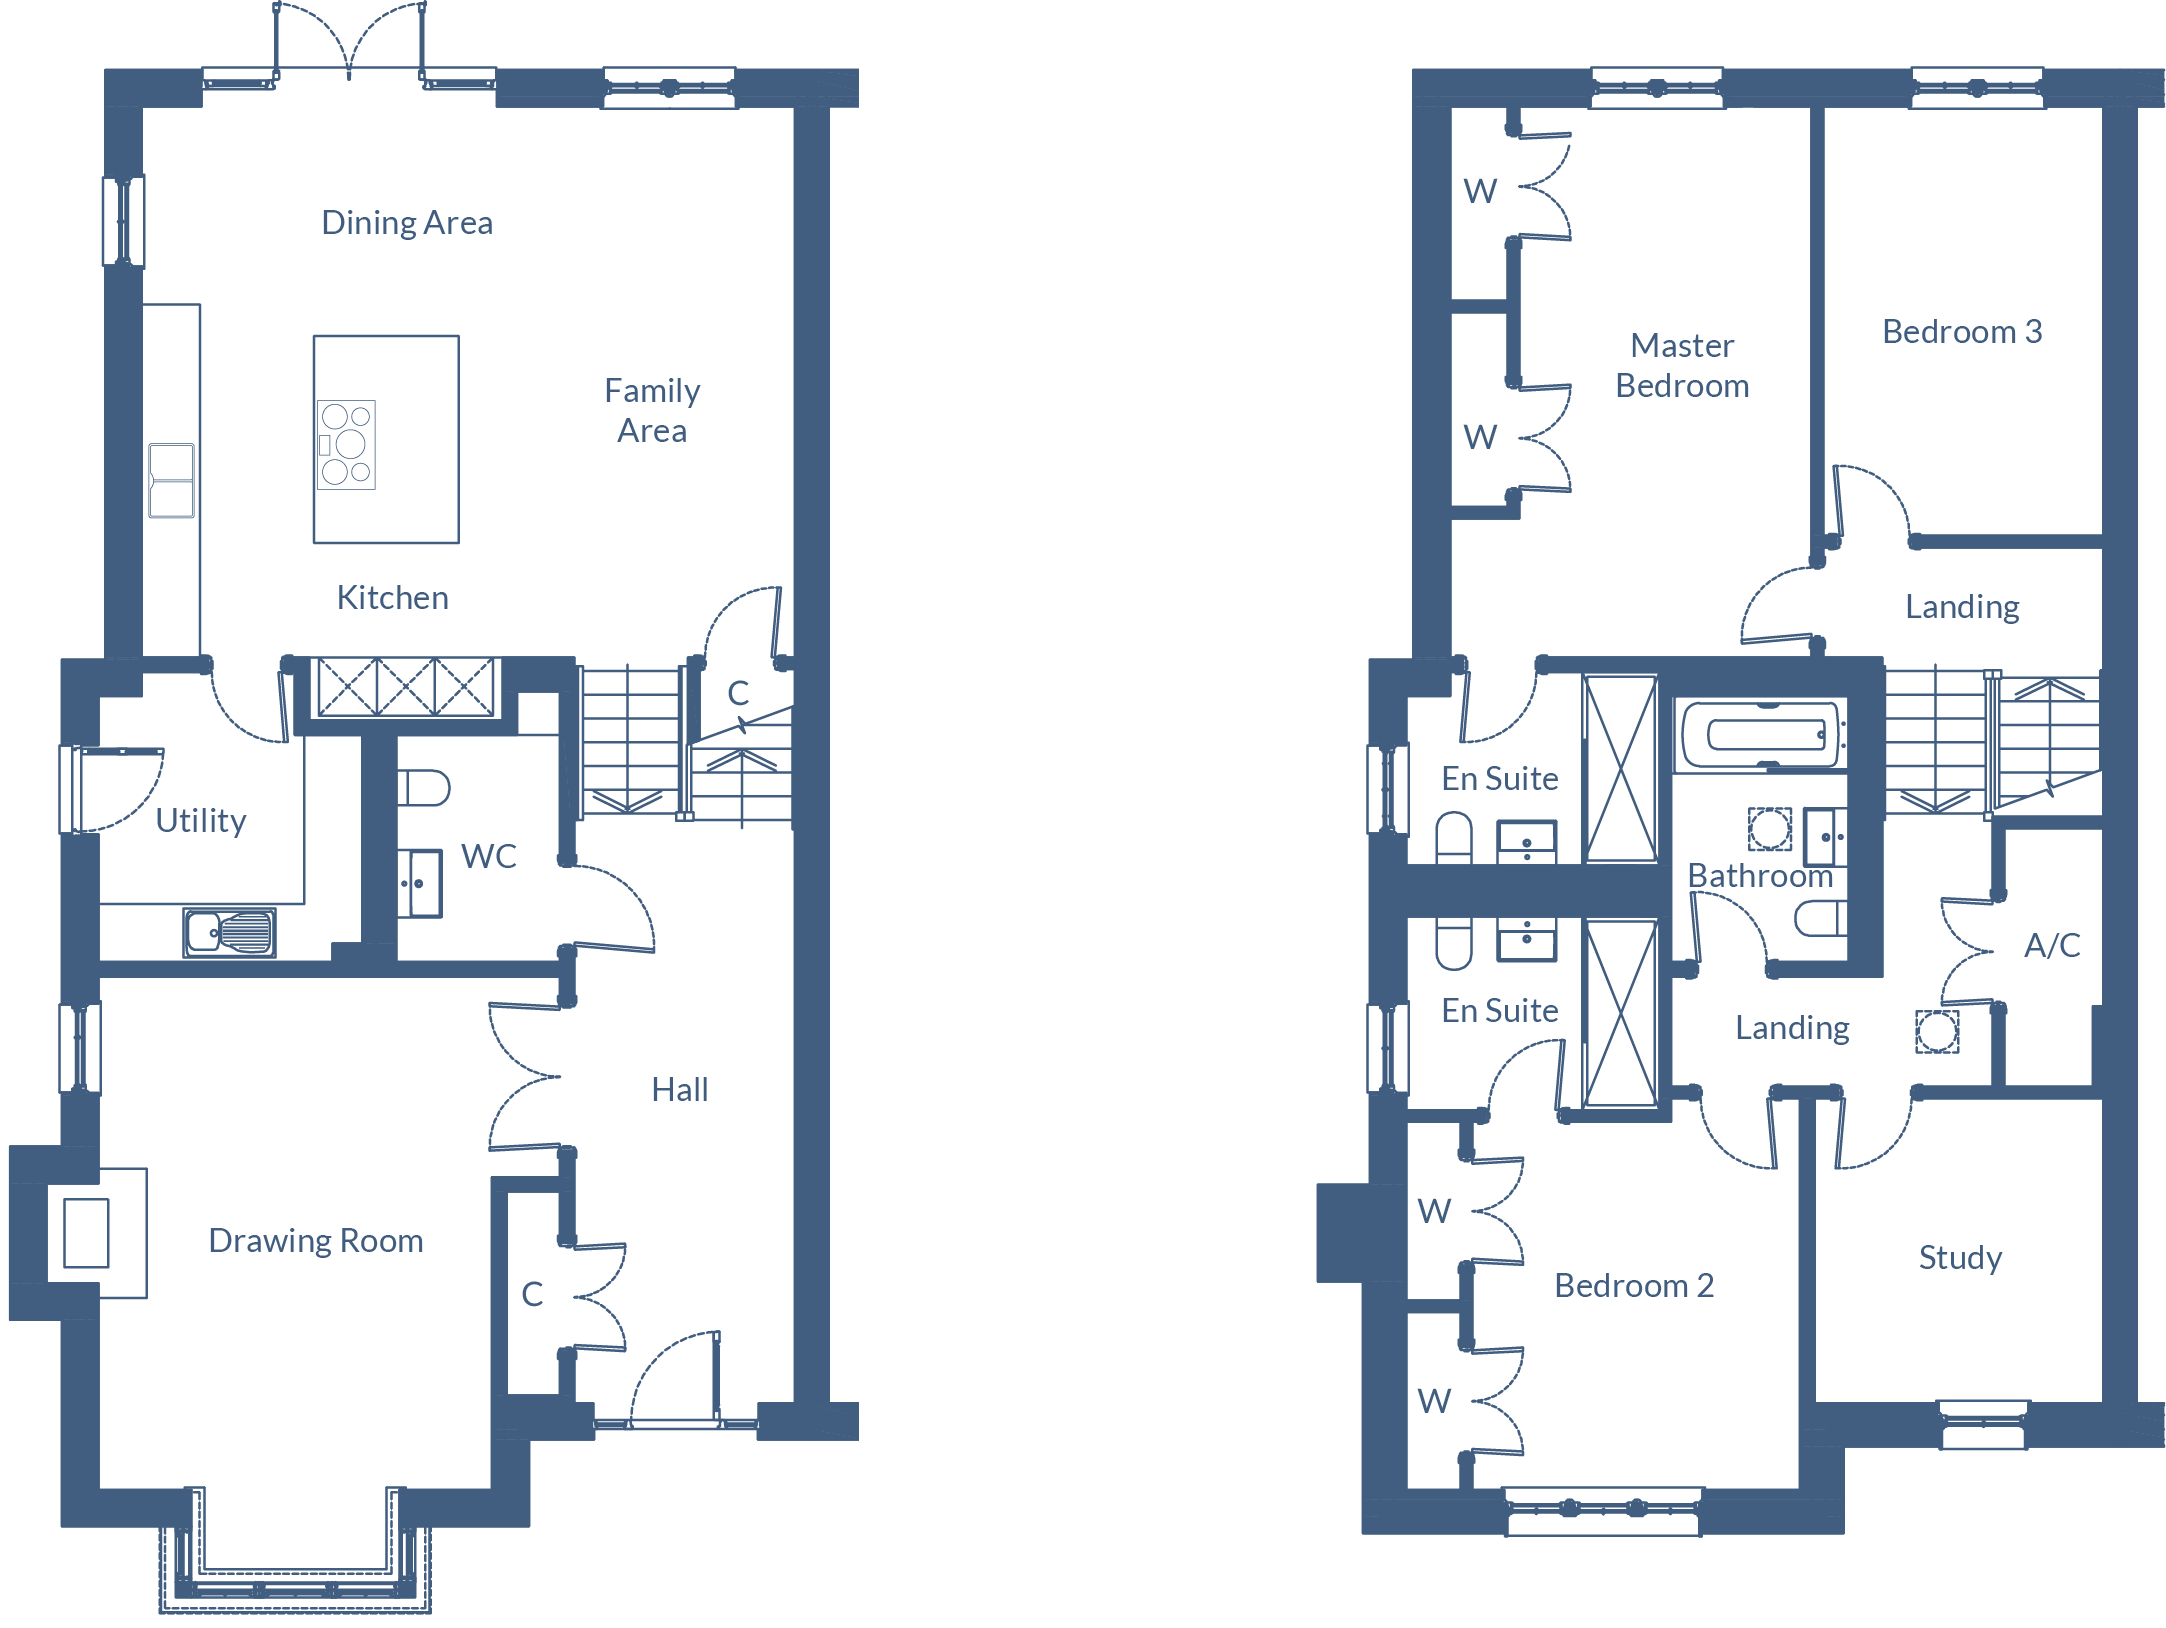 Dining Area
Family
Area
Kitchen
C
Utility
WC
Hall
Drawing Room
C
W
Bedroom 3
Master
Bedroom
W
Landing
En Suite
Bathroom
A/C
En Suite
Landing
W
Study
Bedroom 2
W